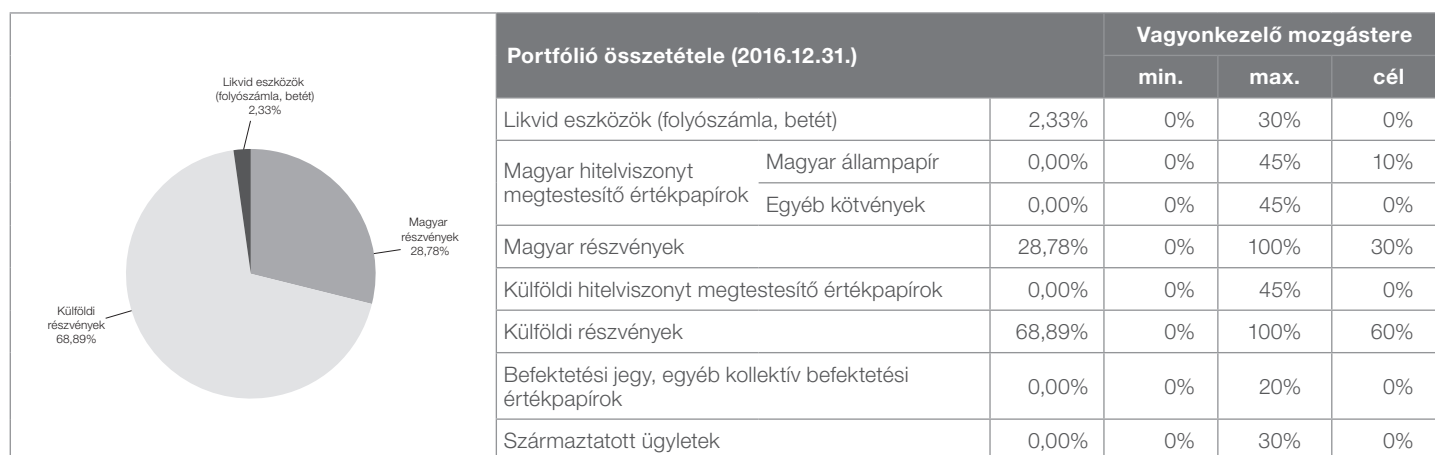 Likvid eszközök
(folyószámla, betét)
2,33%
Magyar
részvények
28,78%
Külföldi
részvények
68,89%
Portfólió összetétele (2016.12.31.)
Vagyonkezelő mozgástere
min. max. cél
Likvid eszközök (folyószámla, betét) 2,33% 0% 30% 0%
Magyar hitelviszonyt
megtestesítő értékpapírok
Magyar állampapír 0,00% 0% 45% 10%
Egyéb kötvények 0,00% 0% 45% 0%
Magyar részvények 28,78% 0% 100% 30%
Külföldi hitelviszonyt megtestesítő értékpapírok 0,00% 0% 45% 0%
Külföldi részvények 68,89% 0% 100% 60%
Befektetési jegy, egyéb kollektív befektetési
értékpapírok 0,00% 0% 20% 0%
Származtatott ügyletek 0,00% 0% 30% 0%